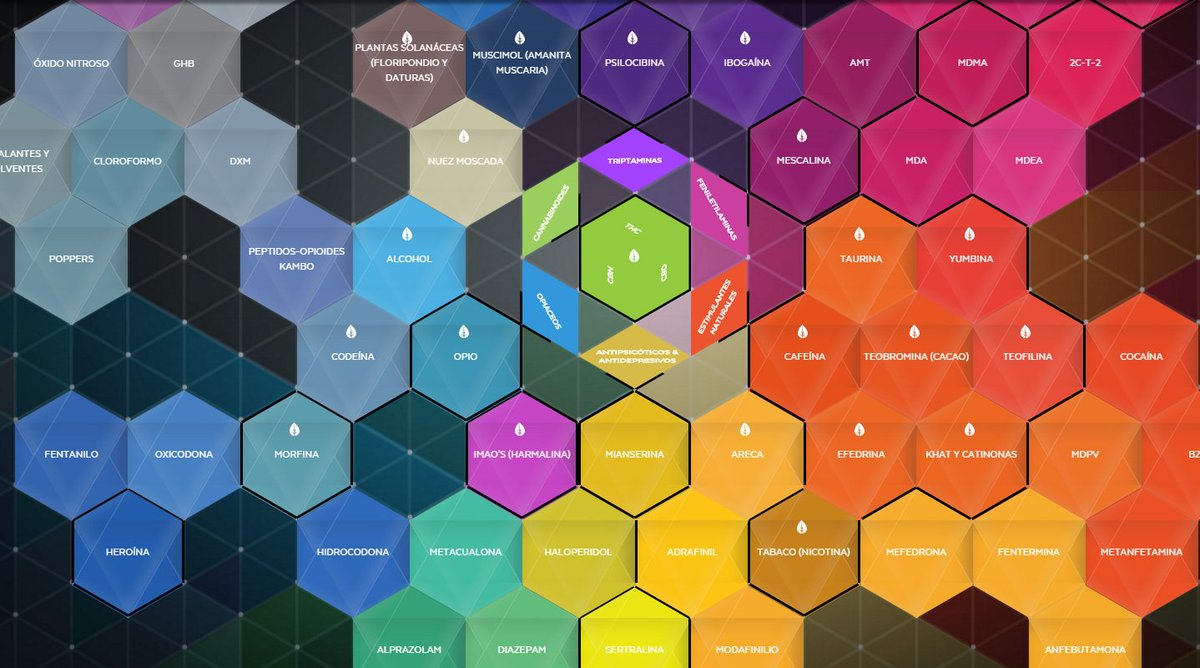 ÓXIDO NITROSO
GHB
PLANTAS SOLANÁCEAS
(FLORIPONDIO Y
DATURAS)
MUSCIMOL (AMANITA
MUSCARIA)
PSILOCIBINA
IBOGAÍNA
AMT
MDMA
2C-T-2
ALANTES Y
LVENTES
CLOROFORMO
DXM
NUEZ MOSCADA
TRIPTAMINAS
MESCALINA
MDA
MDEA
CANNABINOIDES
FENILETILAMINAS
POPPERS
PEPTIDOS-OPIOIDES
KAMBO
ALCOHOL
THC
CBD
TAURINA
YUMBINA
OPIACEOS
ESTIMULANTES
NATURALES
CODEÍNA
OPIO
ANTIPSICÓTICOS &
ANTIDEPRESIVOS
CAFEÍNA
TEOBROMINA (CACAO)
TEOFILINA
COCAÍNA
FENTANILO
OXICODONA
MORFINA
IMAO'S (HARMALINA)
MIANSERINA
ARECA
EFEDRINA
KHAT Y CATINONAS
MDPV
BZ
HEROÍNA
HIDROCODONA
METACUALONA
HALOPERIDOL
ADRAFINIL
TABACO (NICOTINA)
MEFEDRONA
FENTERMINA
METANFETAMINA
ALPRAZOLAM
DIAZEPAM
SERTRALINA
MODAFINILIO
ANFEBUTAMONA